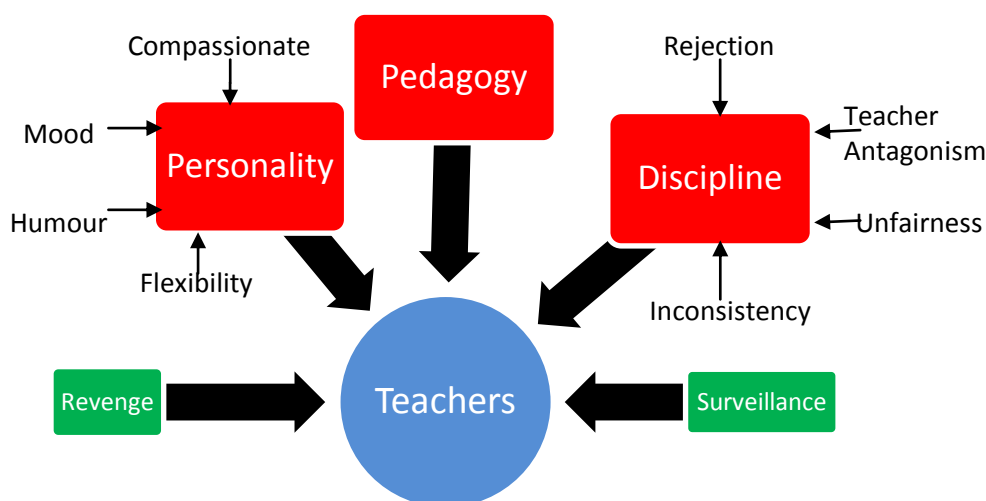 Compassionate
Rejection
Pedagogy
Mood
Personality
Teacher
Antagonism
Discipline
Humour
Unfairness
Flexibility
Inconsistency
Revenge
Teachers
Surveillance